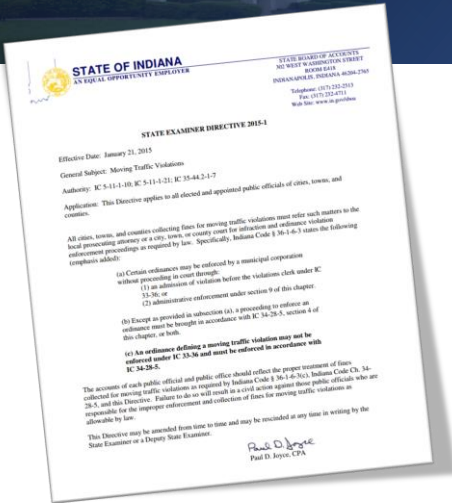 STATE OF INDIANA
AN EQUAL OPPORTUNITY EMPLOYER
STATE BOARD OF ACCOUNTS
302 WEST WASHINGTON STREET
ROOM E418
INDIANAPOLIS, INDIANA 46204-2765
Telephone: (317) 232-2513
Fax: (317) 232-4711
Web Site: www.in.gov/sboa
STATE EXAMINER DIRECTIVE 2015-1
Effective Date: January 21, 2015
General Subject: Moving Traffic Violations
Authority: IC 5-11-1-10; IC 5-11-1-21; IC 35-44.2-1-7
Application: This Directive applies to all elected and appointed public officials of cities, towns, and
counties.
All cities, towns, and counties collecting fines for moving traffic violations must refer such matters to the
local prosecuting attorney or a city, town, or county court for infraction and ordinance violation
enforcement proceedings as required by law. Specifically, Indiana Code § 36-1-6-3 states the following
(emphasis added):
(a) Certain ordinances may be enforced by a municipal corporation
without proceeding in court through:
(1) an admission of violation before the violations clerk under IC
33-36; or
(2) administrative enforcement under section 9 of this chapter.
(b) Except as provided in subsection (a), a proceeding to enforce an
ordinance must be brought in accordance with IC 34-28-5, section 4 of
this chapter, or both.
(c) An ordinance defining a moving traffic violation may not be
enforced under IC 33-36 and must be enforced in accordance with
IC 34-28-5.
The accounts of each public official and public office should reflect the proper treatment of fines
collected for moving traffic violations as required by Indiana Code § 36-1-6-3(c), Indiana Code Ch. 34-
28-5, and this Directive. Failure to do so will result in a civil action against those public officials who are
responsible for the improper enforcement and collection of fines for moving traffic violations as
allowable by law.
This Directive may be amended from time to time and may be rescinded at any time in writing by the
State Examiner or a Deputy State Examiner.
Paul D. Joyce
Paul D. Joyce, CPA